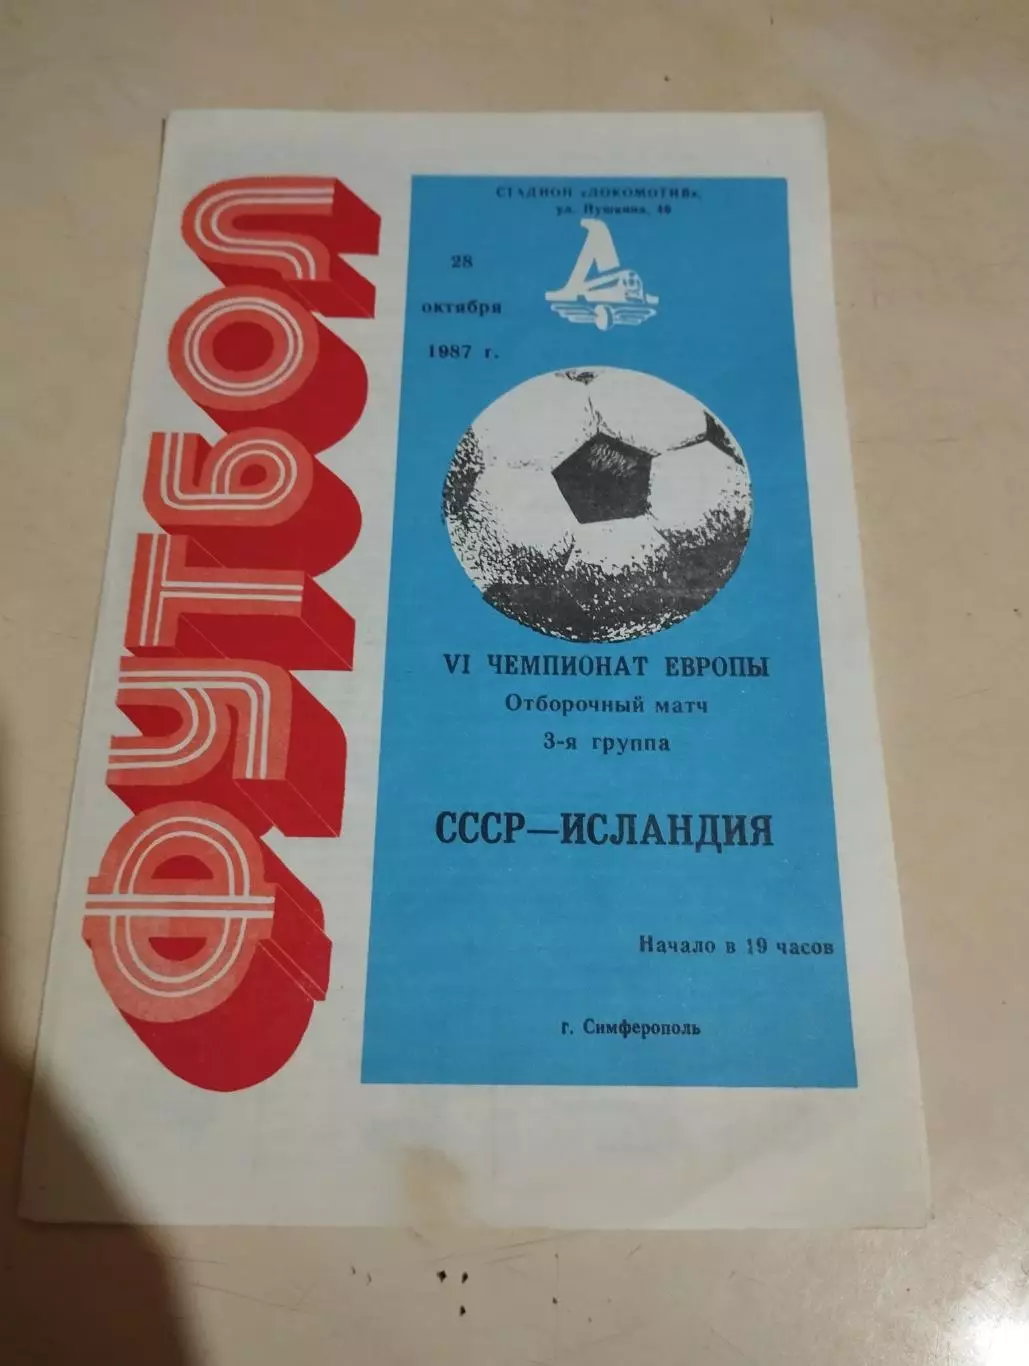 ФУТБОЛ
СТАДИОН «ЛОКОМОТИВ»,
ул. Пушкина, 46
28
октября
1987 г.
VI ЧЕМПИОНАТ ЕВРОПЫ
Отборочный матч
3-я группа
СССР—ИСЛАНДИЯ
Начало в 19 часов
г. Симферополь